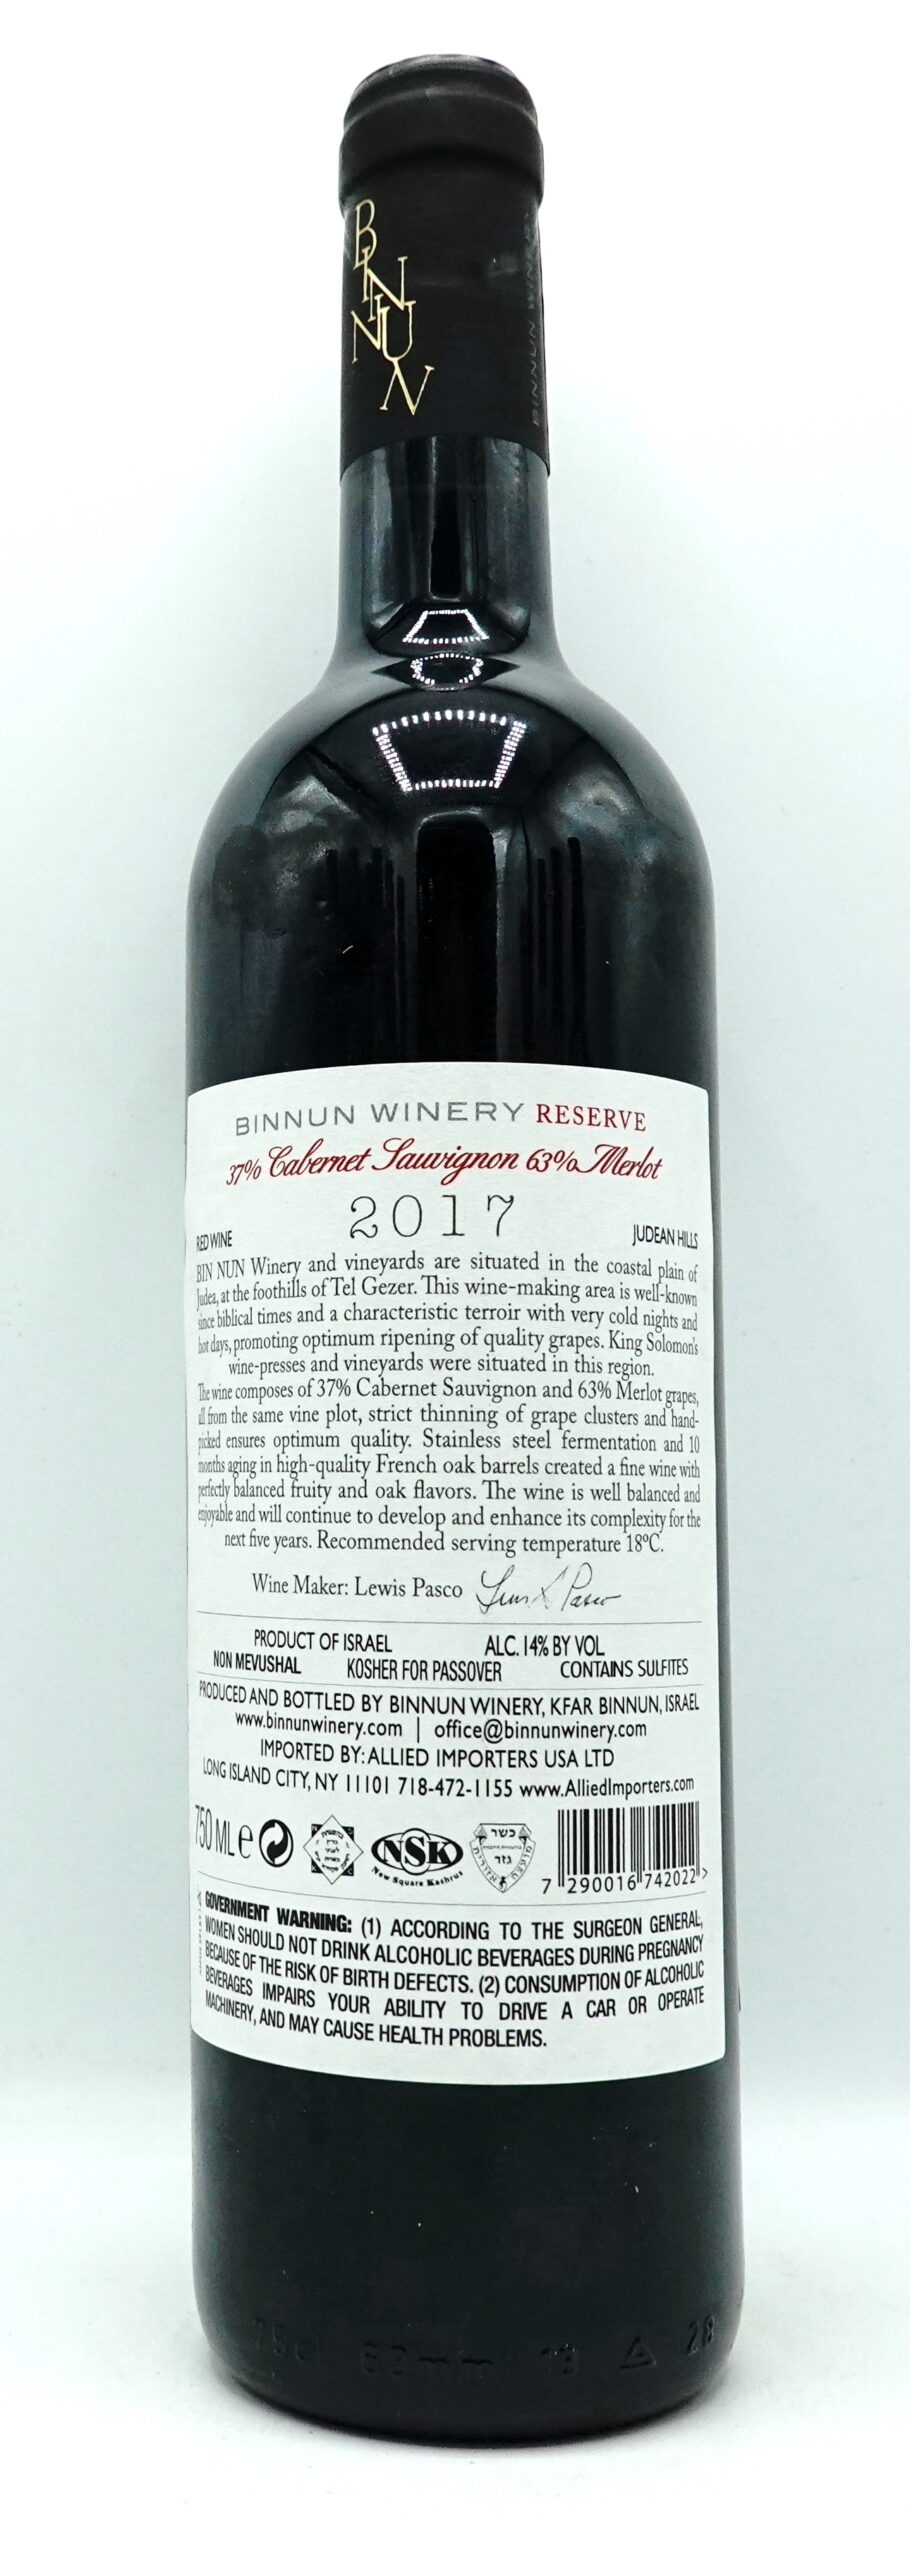 BINNUN
BINNUN WINERY
BINNUN WINERY RESERVE
37% Cabernet Sauvignon 63% Merlot
2017
RED WINE
JUDEAN HILLS
BIN NUN Winery and vineyards are situated in the coastal plain of
Judea, at the foothills of Tel Gezer. This wine-making area is well-known
since biblical times and a characteristic terroir with very cold nights and
hot days, promoting optimum ripening of quality grapes. King Solomon's
wine-presses and vineyards were situated in this region.
The wine composes of 37% Cabernet Sauvignon and 63% Merlot grapes,
all from the same vine plot, strict thinning of grape clusters and hand-
picked ensures optimum quality. Stainless steel fermentation and 10
months aging in high-quality French oak barrels created a fine wine with
perfectly balanced fruity and oak flavors. The wine is well balanced and
enjoyable and will continue to develop and enhance its complexity for the
next five years. Recommended serving temperature 18ºC.
Wine Maker: Lewis Pasco
PRODUCT OF ISRAEL ALC. 14% BY VOL
NON MEVUSHAL KOSHER FOR PASSOVER CONTAINS SULFITES
PRODUCED AND BOTTLED BY BINNUN WINERY, KFAR BINNUN, ISRAEL
www.binnunwinery.com | office@binnunwinery.com
IMPORTED BY: ALLIED IMPORTERS USA LTD
LONG ISLAND CITY, NY 11101 718-472-1155 www.AlliedImporters.com
750 ML e
NSK
New Square Kashrus
כשר
גזר
7 290016 742022 >
GOVERNMENT WARNING: (1) ACCORDING TO THE SURGEON GENERAL,
WOMEN SHOULD NOT DRINK ALCOHOLIC BEVERAGES DURING PREGNANCY
BECAUSE OF THE RISK OF BIRTH DEFECTS. (2) CONSUMPTION OF ALCOHOLIC
BEVERAGES IMPAIRS YOUR ABILITY TO DRIVE A CAR OR OPERATE
MACHINERY, AND MAY CAUSE HEALTH PROBLEMS.
75cl 63mm 28